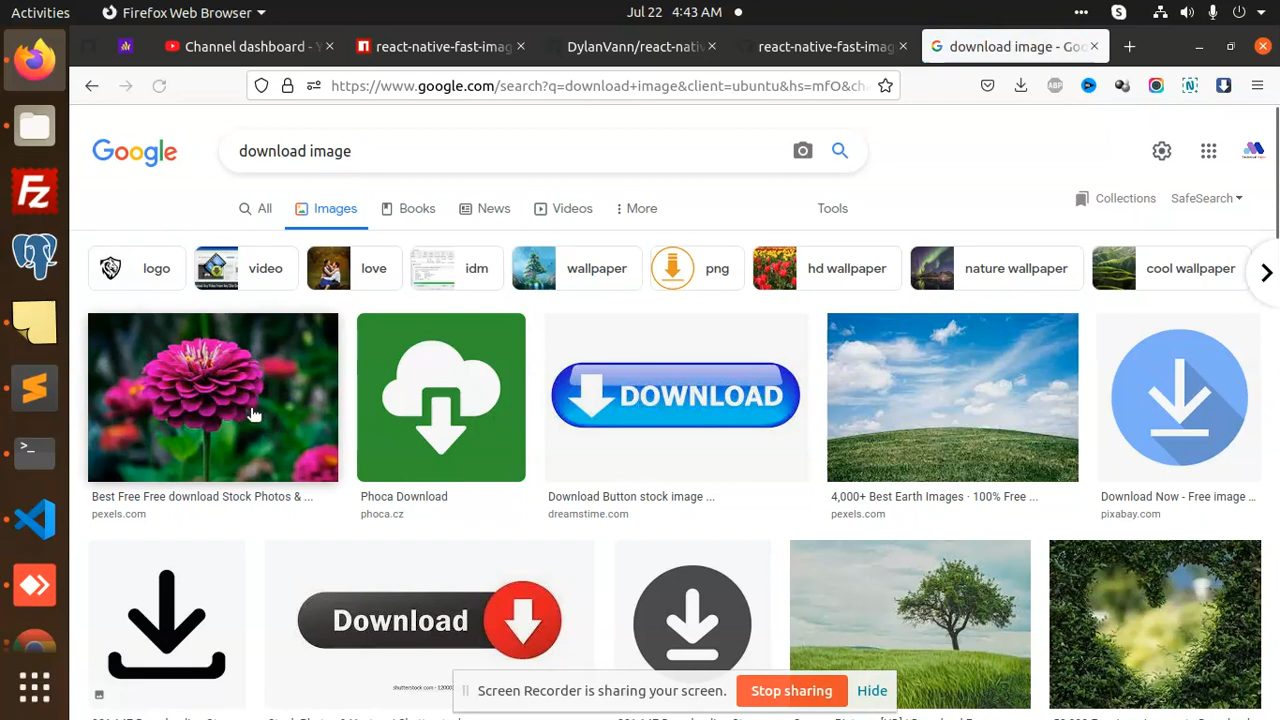 Activities
Firefox Web Browser
Jul 22 4:43 AM
Channel dashboard - Y
react-native-fast-imag
DylanVann/react-nativ
react-native-fast-imag
download image - Goo
https://www.google.com/search?q=download+image&client=ubuntu&hs=mfO&ch
ABP
Google
download image
All
Images
Books
News
Videos
More
Tools
Collections
SafeSearch
logo
video
love
idm
wallpaper
png
hd wallpaper
nature wallpaper
cool wallpaper
DOWNLOAD
Best Free Free download Stock Photos & ...
pexels.com
Phoca Download
phoca.cz
Download Button stock image ...
dreamstime.com
4,000+ Best Earth Images · 100% Free ...
pexels.com
Download Now - Free image ...
pixabay.com
Download
Screen Recorder is sharing your screen.
Stop sharing
Hide